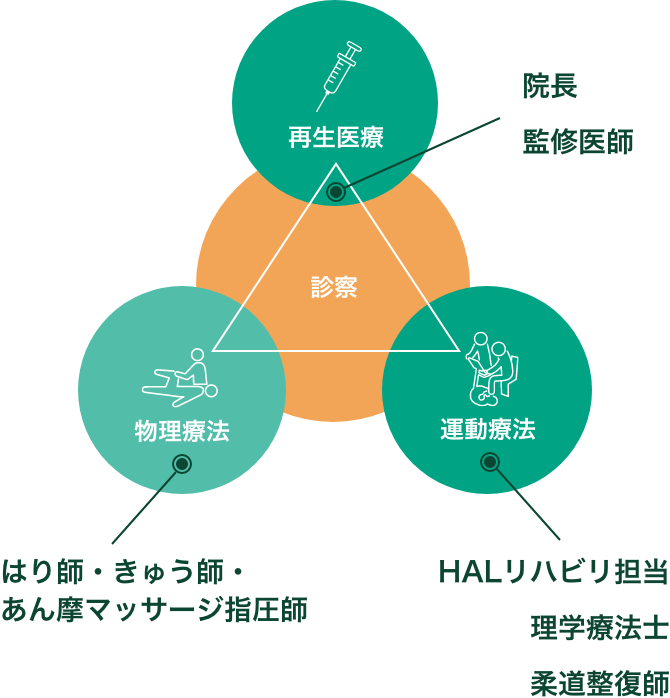 院長
監修医師
再生医療
診察
物理療法
運動療法
はり師・きゅう師・
あん摩マッサージ指圧師
HALリハビリ担当
理学療法士
柔道整復師